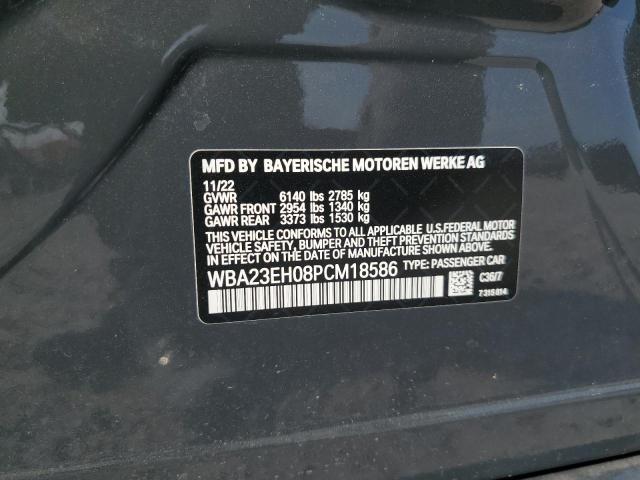 MFD BY BAYERISCHE MOTOREN WERKE AG
11/22
GVWR 6140 lbs 2785 kg
GAWR FRONT 2954 lbs 1340 kg
GAWR REAR 3373 lbs 1530 kg
THIS VEHICLE CONFORMS TO ALL APPLICABLE U.S.FEDERAL MOTOR
VEHICLE SAFETY, BUMPER AND THEFT PREVENTION STANDARDS
IN EFFECT ON THE DATE OF MANUFACTURE SHOWN ABOVE.
WBA23EH08PCM18586 TYPE: PASSENGER CAR
C36/7
7315014